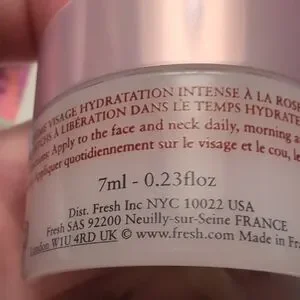 VISAGE HYDRATATION INTENSE À LA ROSE
À LIBÉRATION DANS LE TEMPS HYDRATE
Apply to the face and neck daily, morning a
Appliquer quotidiennement sur le visage et le cou, le
7ml - 0.23floz
Dist. Fresh Inc NYC 10022 USA
Fresh SAS 92200 Neuilly-sur-Seine FRANCE
London W1U 4RD UK www.fresh.com Made in F